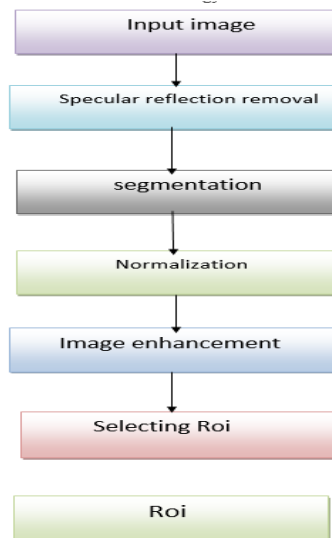 Input image
Specular reflection removal
segmentation
Normalization
Image enhancement
Selecting Roi
Roi